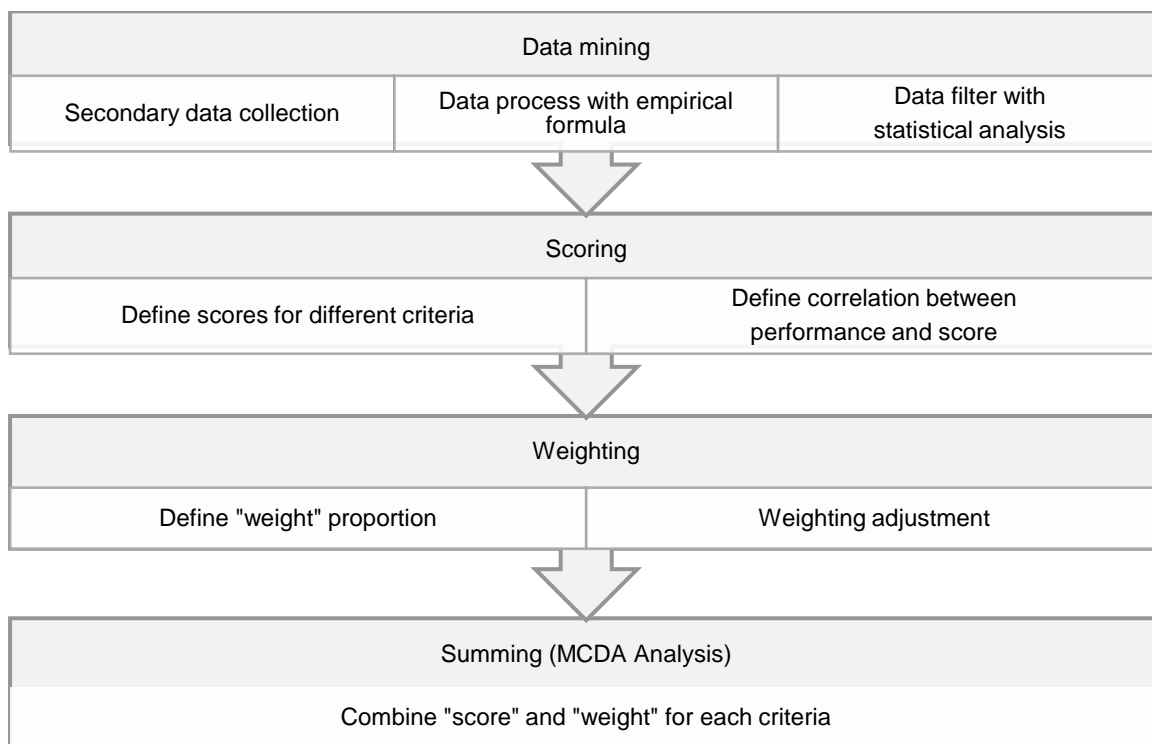 Data mining
Secondary data collection
Data process with empirical
formula
Data filter with
statistical analysis
Scoring
Define scores for different criteria
Define correlation between
performance and score
Weighting
Define "weight" proportion
Weighting adjustment
Summing (MCDA Analysis)
Combine "score" and "weight" for each criteria